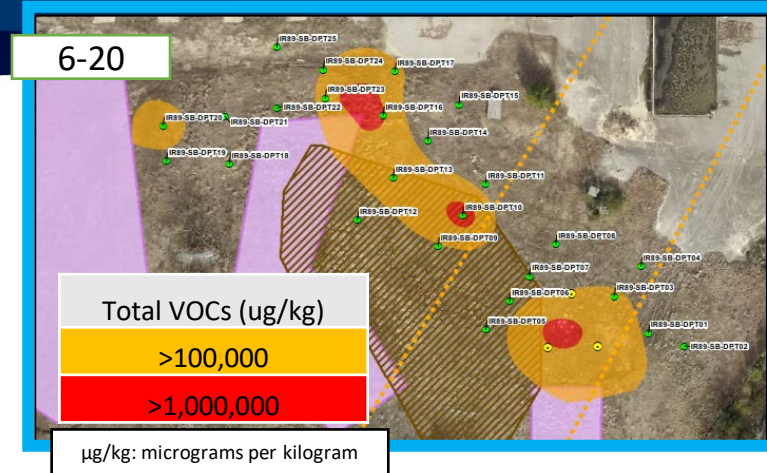 6-20
IR89-SB-DPT25
IR89-SB-DPT24
IR89-SB-DPT17
IR89-SB-DPT23
IR89-SB-DPT22
IR89-SB-DPT16
IR89-SB-DPT15
IR89-SB-DPT20
IR89-SB-DPT21
IR89-SB-DPT14
IR89-SB-DPT19
IR89-SB-DPT18
IR89-SB-DPT13
IR89-SB-DPT11
IR89-SB-DPT12
IR89-SB-DPT10
IR89-SB-DPT09
IR89-SB-DPT08
IR89-SB-DPT04
IR89-SB-DPT07
IR89-SB-DPT06
IR89-SB-DPT03
IR89-SB-DPT05
IR89-SB-DPT01
IR89-SB-DPT02
Total VOCs (ug/kg)
>100,000
>1,000,000
µg/kg: micrograms per kilogram